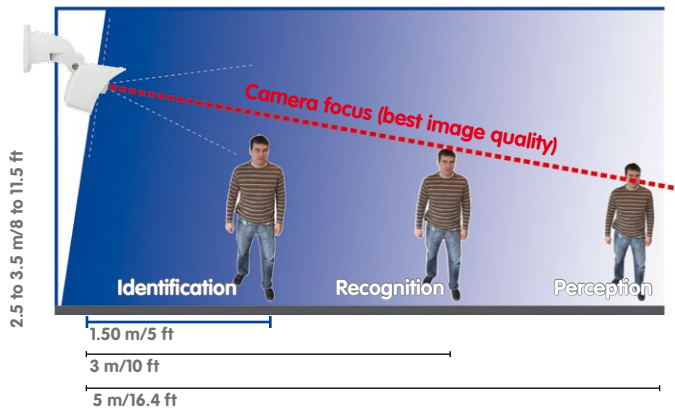 Camera focus (best image quality)
2.5 to 3.5 m/8 to 11.5 ft
Identification
Recognition
Perception
1.50 m/5 ft
3 m/10 ft
5 m/16.4 ft